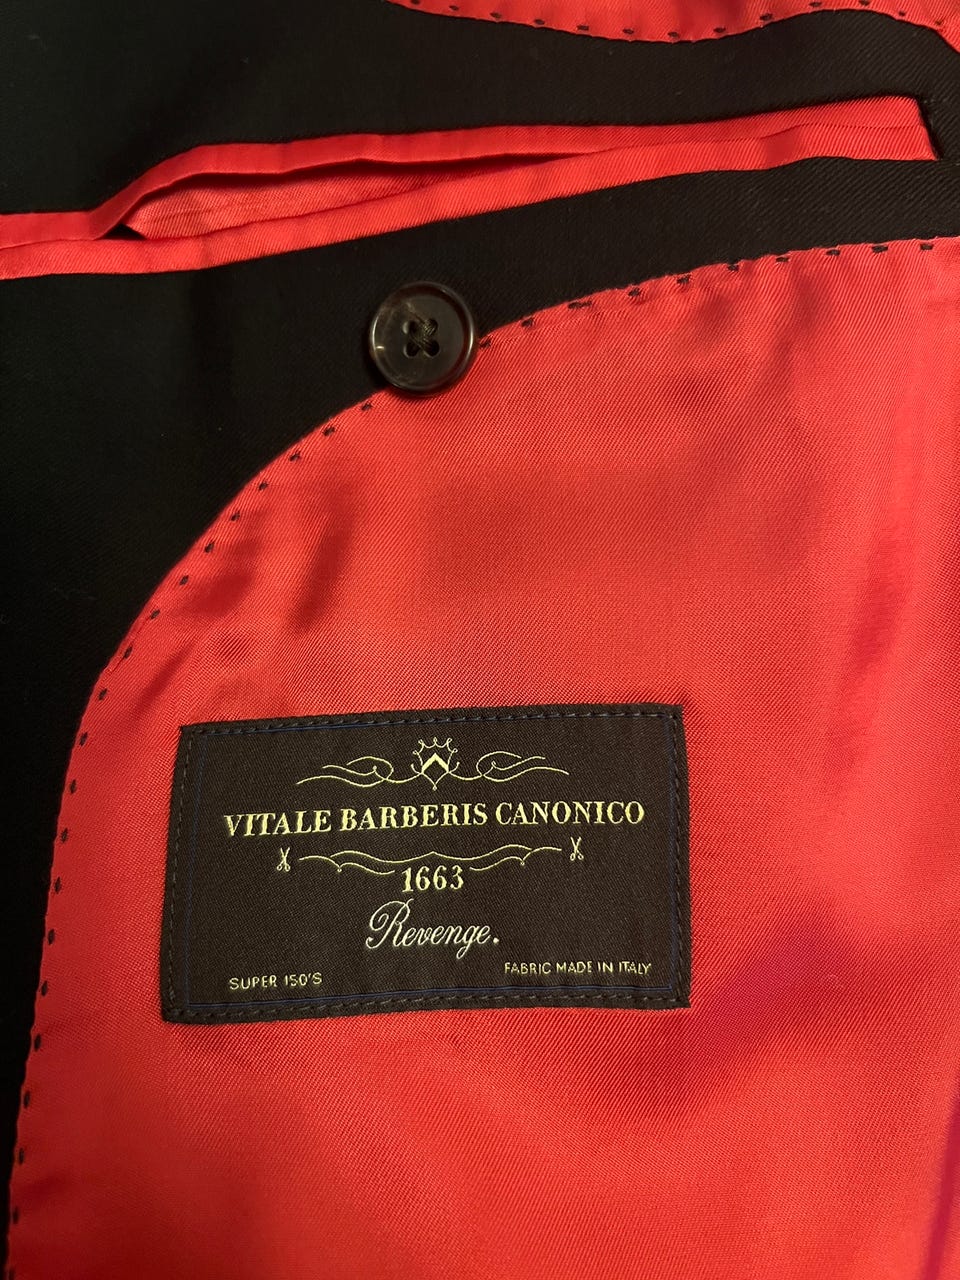 VITALE BARBERIS CANONICO
1663
Revenge.
SUPER 150'S
FABRIC MADE IN ITALY